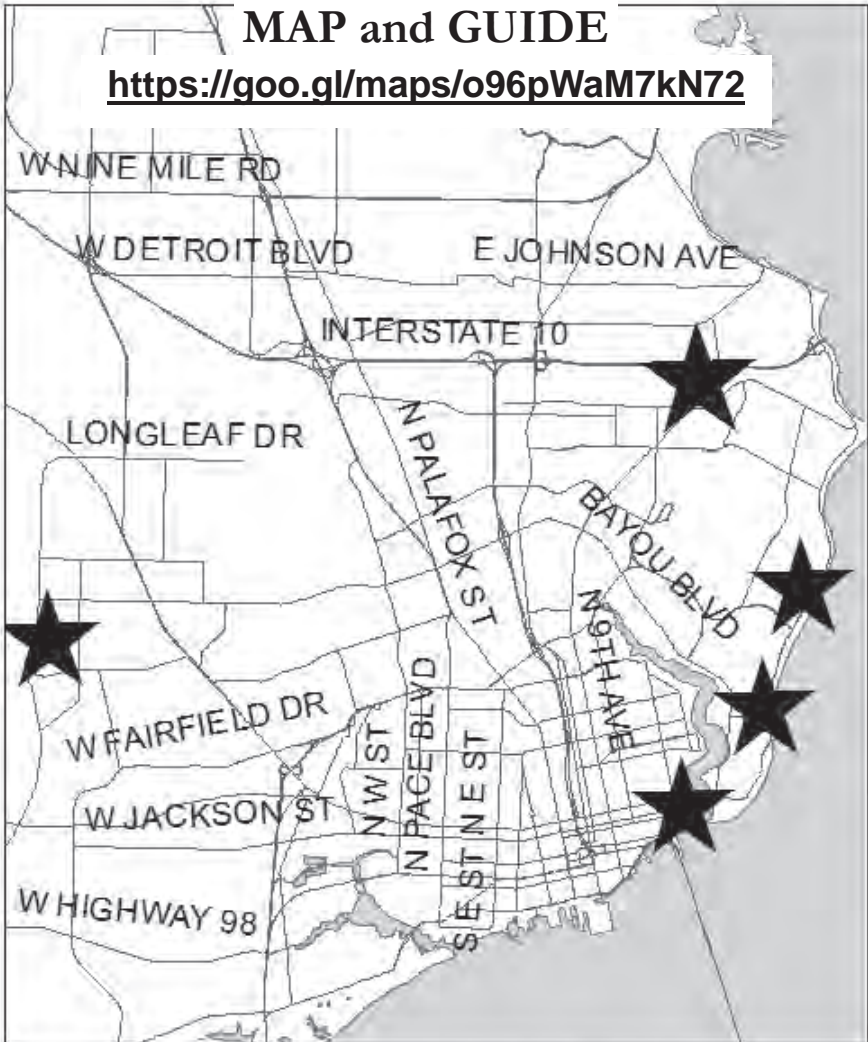 MAP and GUIDE
https://goo.gl/maps/o96pWaM7kN72
W NINE MILE RD
W DETROIT BLVD
E JOHNSON AVE
INTERSTATE 10
LONGLEAF DR
N PALAFOX ST
BAYOU BLVD
N 9TH AVE
W FAIRFIELD DR
N W ST
N PACE BLVD
N E ST
S E ST
W JACKSON ST
W HIGHWAY 98